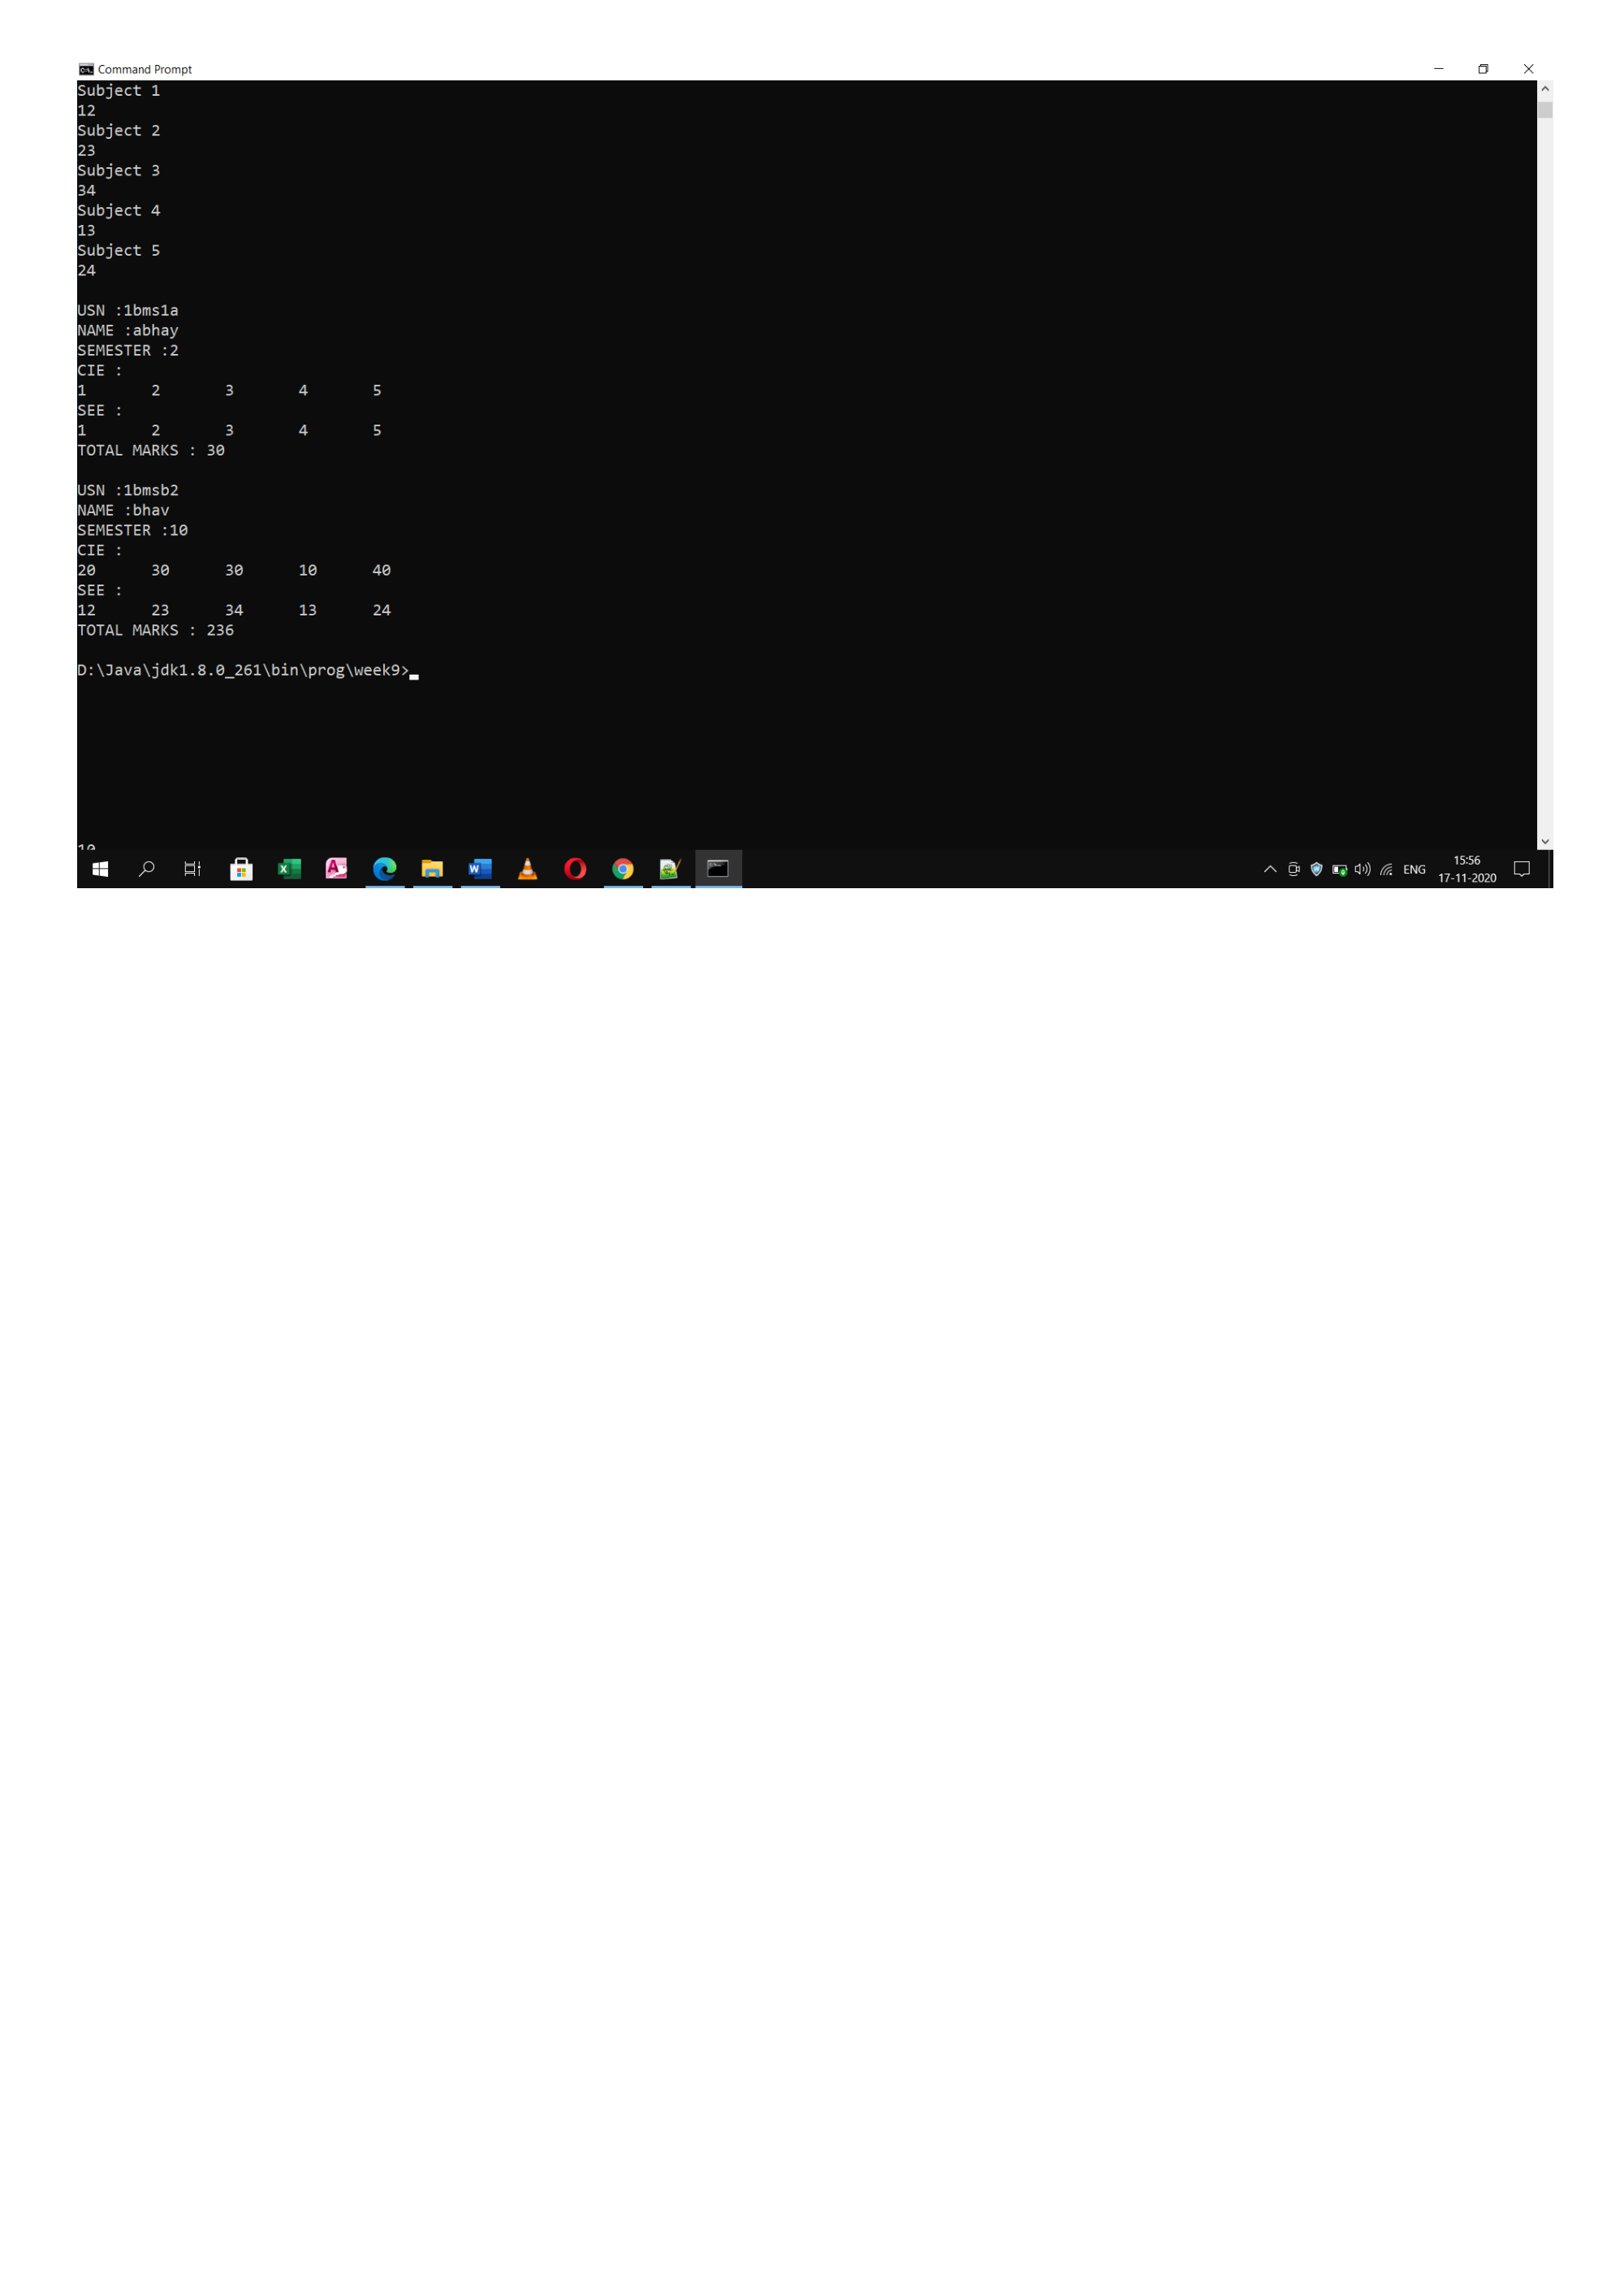 Command Prompt
Subject 1
12
Subject 2
23
Subject 3
34
Subject 4
13
Subject 5
24
USN :1bms1a
NAME :abhay
SEMESTER :2
CIE :
1 2 3 4 5
SEE :
1 2 3 4 5
TOTAL MARKS : 30
USN :1bmsb2
NAME :bhav
SEMESTER :10
CIE :
20 30 30 10 40
SEE :
12 23 34 13 24
TOTAL MARKS : 236
D:\Java\jdk1.8.0_261\bin\prog\week9>
ENG
15:56
17-11-2020